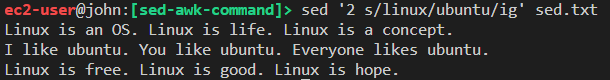 ec2-user@john:[sed-awk-command]> sed '2 s/linux/ubuntu/ig' sed.txt
Linux is an OS. Linux is life. Linux is a concept.
I like ubuntu. You like ubuntu. Everyone likes ubuntu.
Linux is free. Linux is good. Linux is hope.